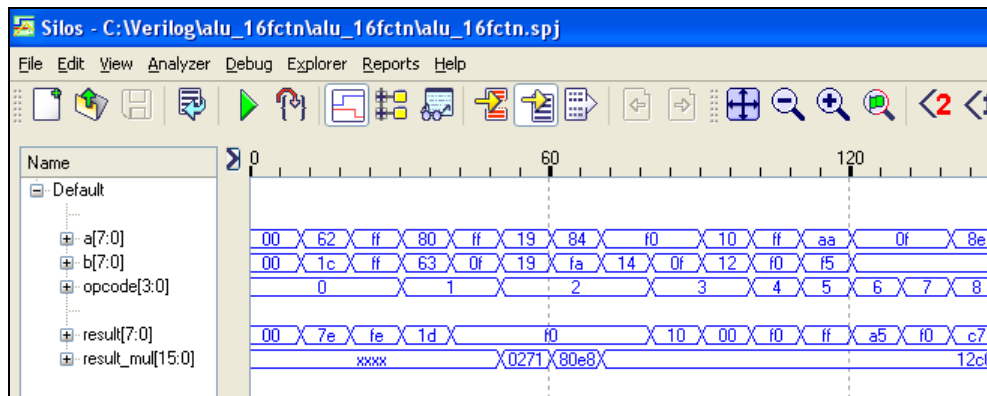 Silos - C:\Verilog\alu_16fctn\alu_16fctn\alu_16fctn.spj
File Edit View Analyzer Debug Explorer Reports Help
2
Name 0 60 120
Default
a[7:0] 00 62 ff 80 ff 19 84 f0 10 ff aa 0f 8e
b[7:0] 00 1c ff 63 0f 19 fa 14 0f 12 f0 f5
opcode[3:0] 0 1 2 3 4 5 6 7 8
result[7:0] 00 7e fe 1d f0 10 00 f0 ff a5 f0 c7
result_mul[15:0] xxxx 0271 80e8